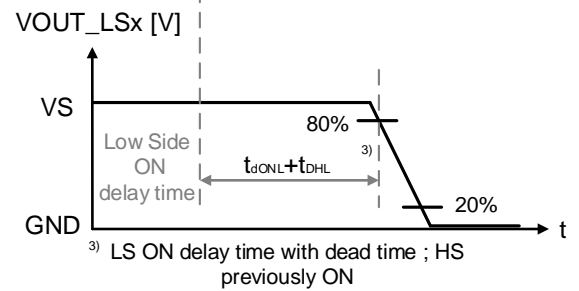 VOUT_LSx [V]
VS
80%
Low Side
ON
delay time
3)
tdONL+tDHL
20%
GND
t
3) LS ON delay time with dead time ; HS
previously ON